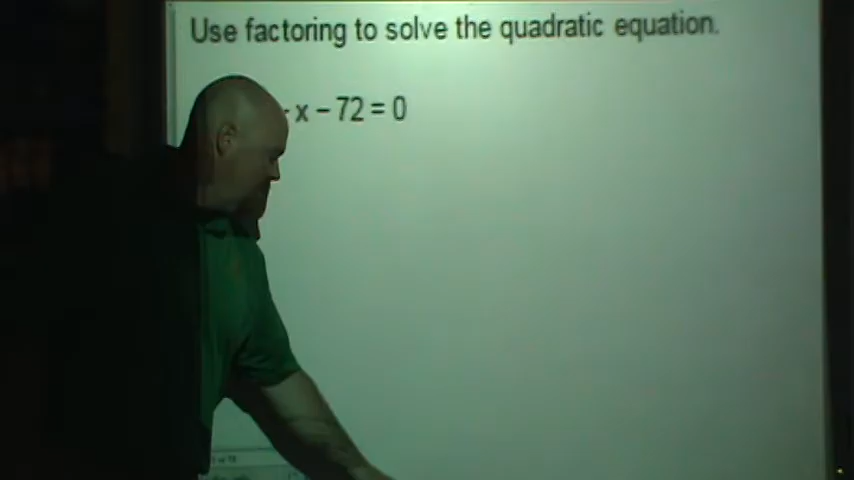 Use factoring to solve the quadratic equation.
x – 72 = 0